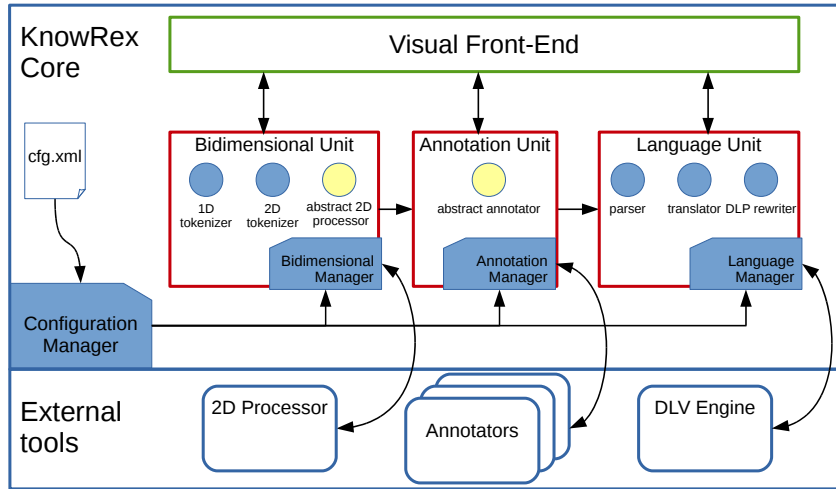 KnowRex
Core
Visual Front-End
cfg.xml
Bidimensional Unit
1D
tokenizer
2D
tokenizer
abstract 2D
processor
Bidimensional
Manager
Annotation Unit
abstract annotator
Annotation
Manager
Language Unit
parser
translator
DLP rewriter
Language
Manager
Configuration
Manager
External
tools
2D Processor
Annotators
DLV Engine